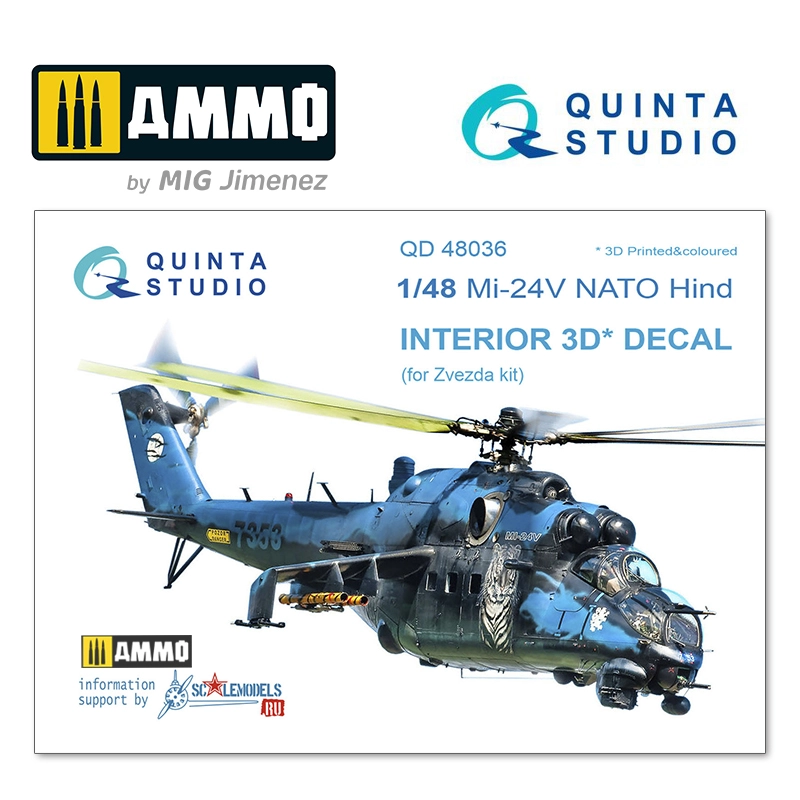 AMMO
by MIG Jimenez
QUINTA
STUDIO
QUINTA
STUDIO
QD 48036
* 3D Printed&coloured
1/48 Mi-24V NATO Hind
INTERIOR 3D* DECAL
(for Zvezda kit)
7353
MI-24V
AMMO
information
support by
SCALEMODELS
RU